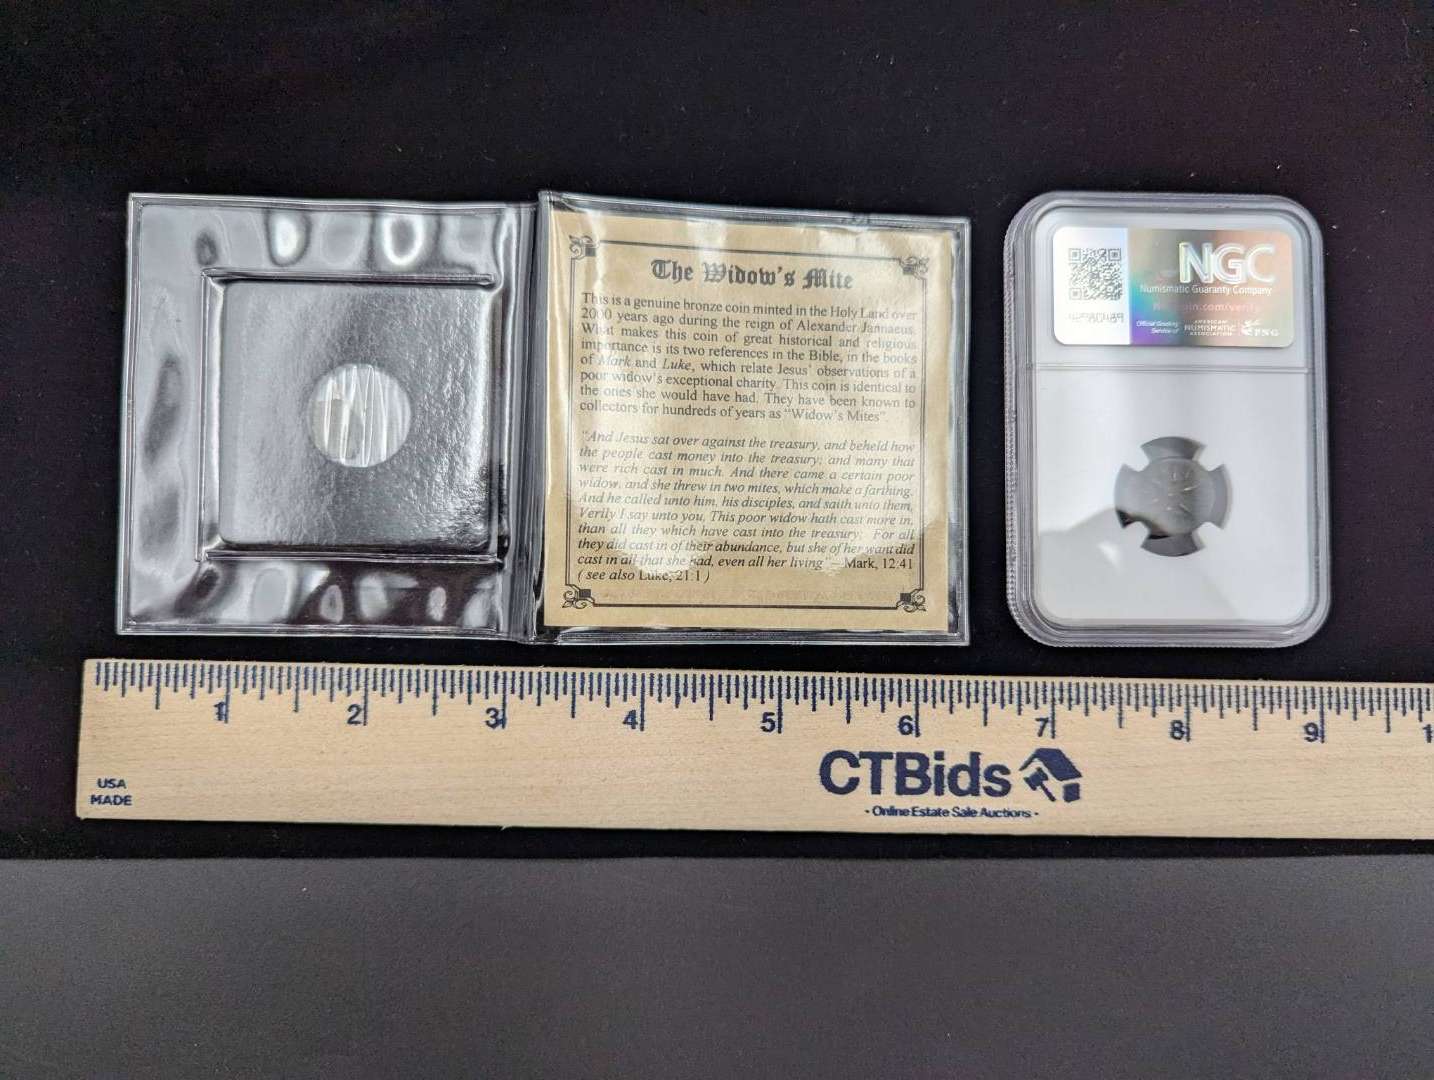 The Widow's Mite
This is a genuine bronze coin minted in the Holy Land over
2000 years ago during the reign of Alexander Jannaeus.
What makes this coin of great historical and religious
importance is its two references in the Bible, in the books
of Mark and Luke, which relate Jesus' observations of a
poor widow's exceptional charity. This coin is identical to
the ones she would have had. They have been known to
collectors for hundreds of years as "Widow's Mites".
"And Jesus sat over against the treasury, and beheld how
the people cast money into the treasury; and many that
were rich cast in much. And there came a certain poor
widow, and she threw in two mites, which make a farthing.
And he called unto him, his disciples, and saith unto them,
Verily I say unto you, This poor widow hath cast more in,
than all they which have cast into the treasury: For all
they did cast in of their abundance, but she of her want did
cast in all that she had, even all her living" - Mark, 12:41
(see also Luke, 21:1)
NGC
Numismatic Guaranty Company
Official Grading
Service of
AMERICAN
NUMISMATIC
ASSOCIATION
PNG
1 2 3 4 5 6 7 8 9 1
USA
MADE
CTBids
- Online Estate Sale Auctions -